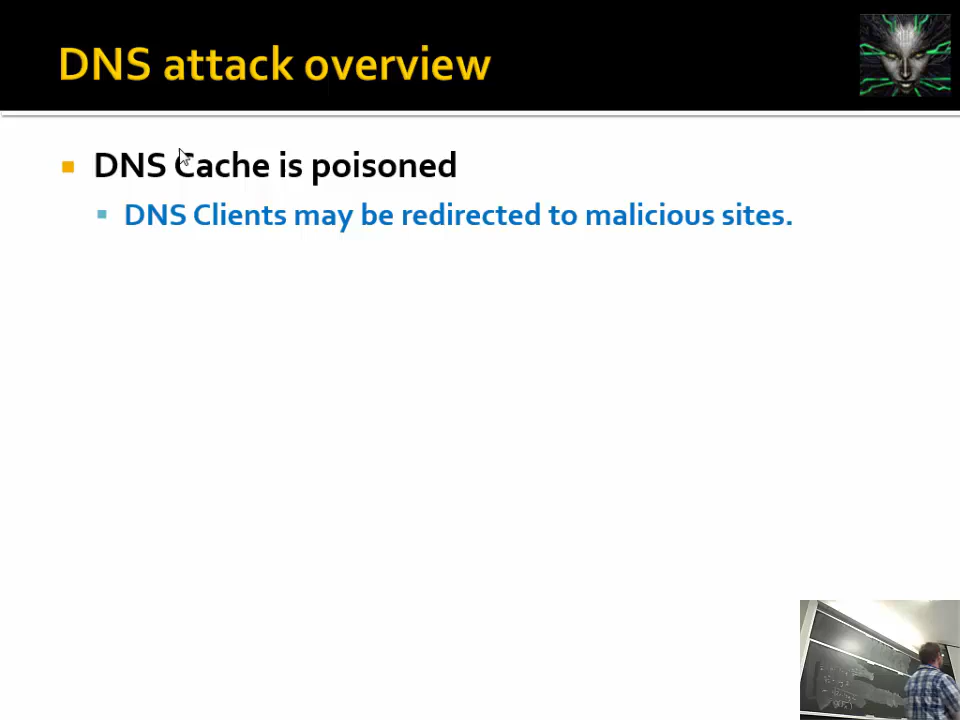 DNS attack overview
DNS Cache is poisoned
DNS Clients may be redirected to malicious sites.